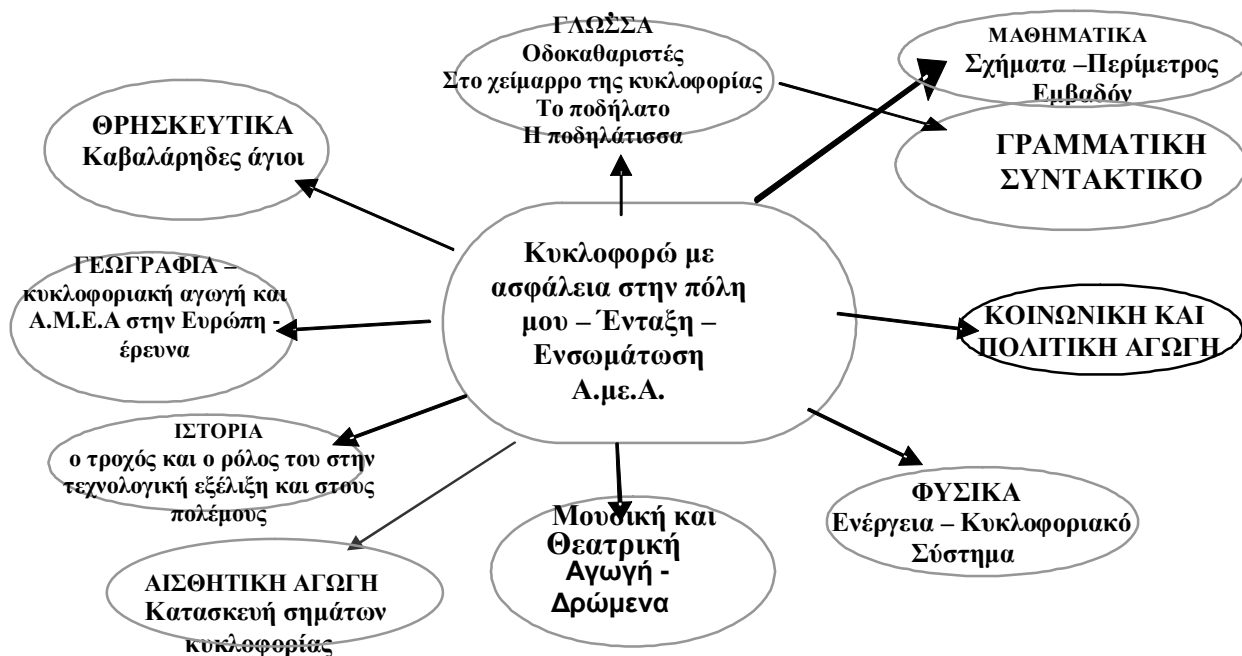 ΓΛΩΣΣΑ
Οδοκαθαριστές
Στο χείμαρρο της κυκλοφορίας
Το ποδήλατο
Η ποδηλάτισσα
ΜΑΘΗΜΑΤΙΚΑ
Σχήματα –Περίμετρος
Εμβαδόν
ΘΡΗΣΚΕΥΤΙΚΑ
Καβαλάρηδες άγιοι
ΓΡΑΜΜΑΤΙΚΗ
ΣΥΝΤΑΚΤΙΚΟ
Κυκλοφορώ με
ασφάλεια στην πόλη
μου – Ένταξη –
Ενσωμάτωση
Α.με.Α.
ΓΕΩΓΡΑΦΙΑ –
κυκλοφοριακή αγωγή και
Α.Μ.Ε.Α στην Ευρώπη -
έρευνα
ΚΟΙΝΩΝΙΚΗ ΚΑΙ
ΠΟΛΙΤΙΚΗ ΑΓΩΓΗ
ΙΣΤΟΡΙΑ
ο τροχός και ο ρόλος του στην
τεχνολογική εξέλιξη και στους
πολέμους
ΦΥΣΙΚΑ
Ενέργεια – Κυκλοφοριακό
Σύστημα
Μουσική και
Θεατρική
Αγωγή -
Δρώμενα
ΑΙΣΘΗΤΙΚΗ ΑΓΩΓΗ
Κατασκευή σημάτων
κυκλοφορίας